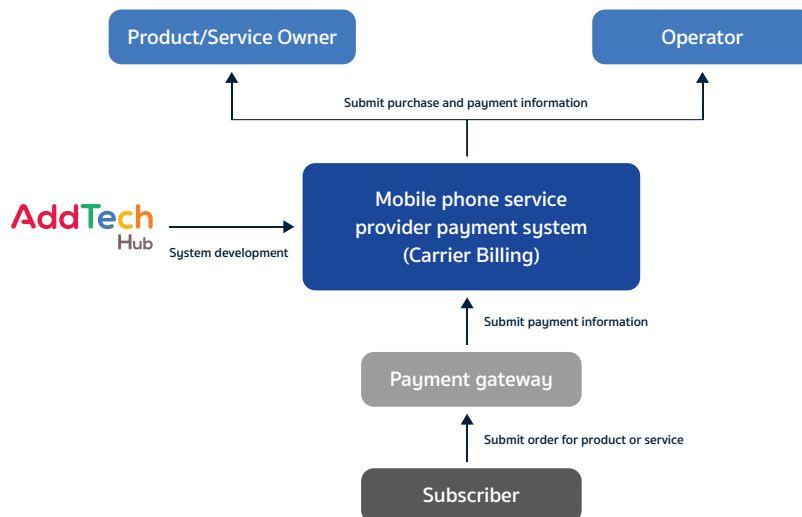 Product/Service Owner
Operator
Submit purchase and payment information
Mobile phone service
provider payment system
(Carrier Billing)
AddTech
Hub
System development
Submit payment information
Payment gateway
Submit order for product or service
Subscriber